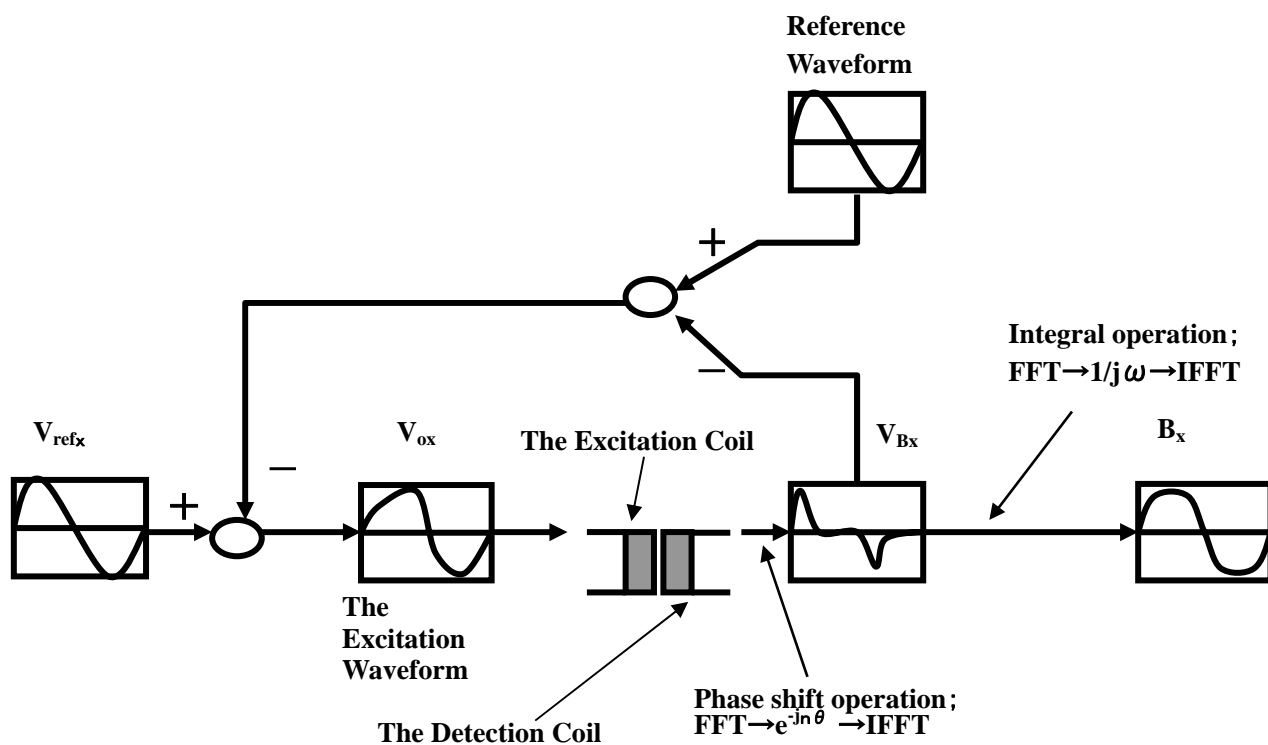 Reference
Waveform
+
−
Integral operation;
FFT→1/jω→IFFT
V_refx
V_ox
The Excitation Coil
V_Bx
B_x
−
+
The
Excitation
Waveform
Phase shift operation;
FFT→e^-jnθ →IFFT
The Detection Coil